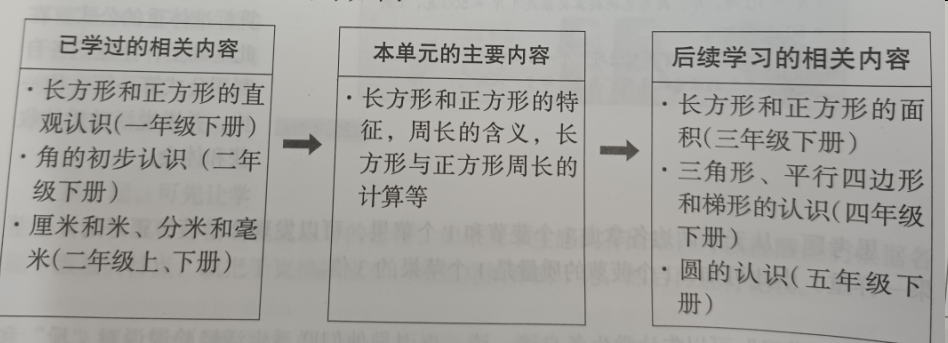 已学过的相关内容
· 长方形和正方形的直
观认识(一年级下册)
· 角的初步认识（二年
级下册）
· 厘米和米、分米和毫
米(二年级上、下册)
本单元的主要内容
· 长方形和正方形的特
征，周长的含义，长
方形与正方形周长的
计算等
后续学习的相关内容
· 长方形和正方形的面
积(三年级下册)
· 三角形、平行四边形
和梯形的认识(四年级
下册)
· 圆的认识(五年级下
册)